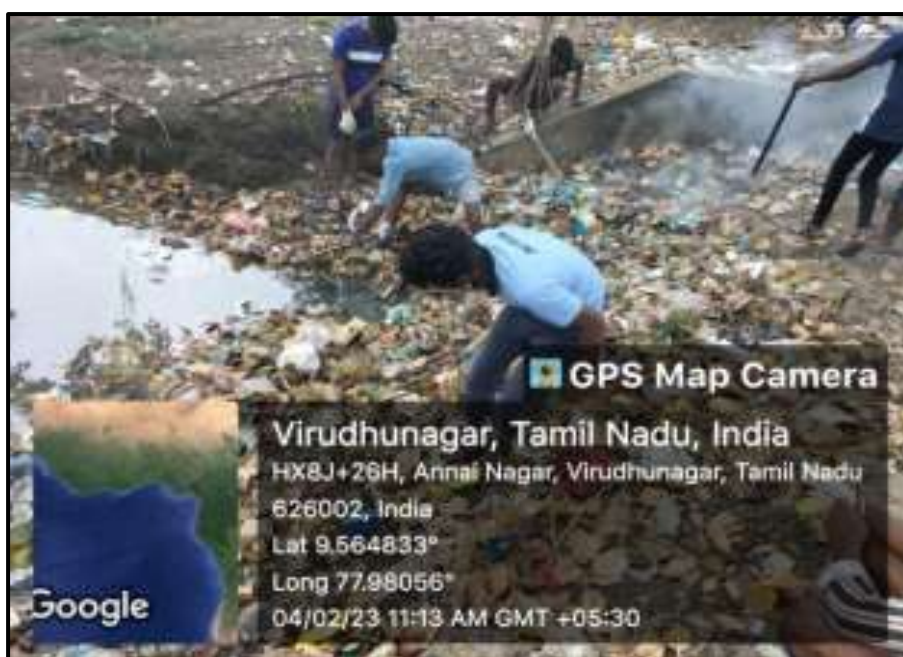 GPS Map Camera
Virudhunagar, Tamil Nadu, India
HX8J+26H, Annai Nagar, Virudhunagar, Tamil Nadu
626002, India
Lat 9.564833°
Long 77.98056°
04/02/23 11:13 AM GMT +05:30
Google